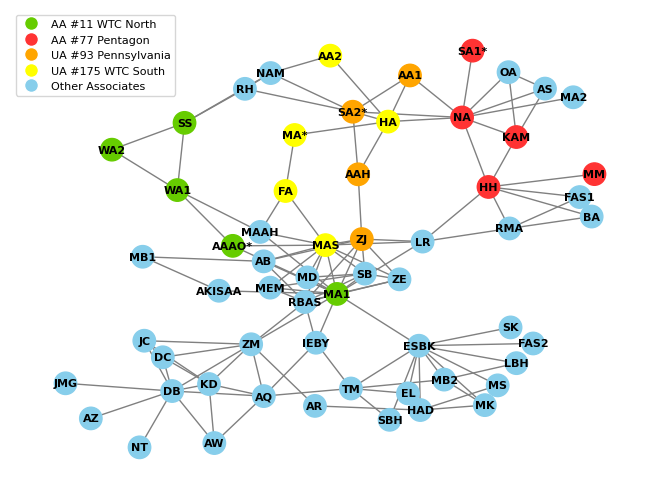 AA #11 WTC North
AA #77 Pentagon
UA #93 Pennsylvania
UA #175 WTC South
Other Associates
AA2
SA1*
NAM
AA1
OA
RH
AS
MA2
SA2*
NA
SS
HA
MA*
KAM
WA2
AAH
MM
WA1
FA
HH
FAS1
BA
MAAH
RMA
AAAO*
MAS
ZJ
LR
MB1
AB
MD
SB
ZE
AKISAA
MEM
MA1
RBAS
SK
JC
ZM
IEBY
ESBK
FAS2
DC
LBH
JMG
KD
MB2
MS
DB
AQ
TM
EL
AR
HAD
MK
AZ
SBH
NT
AW